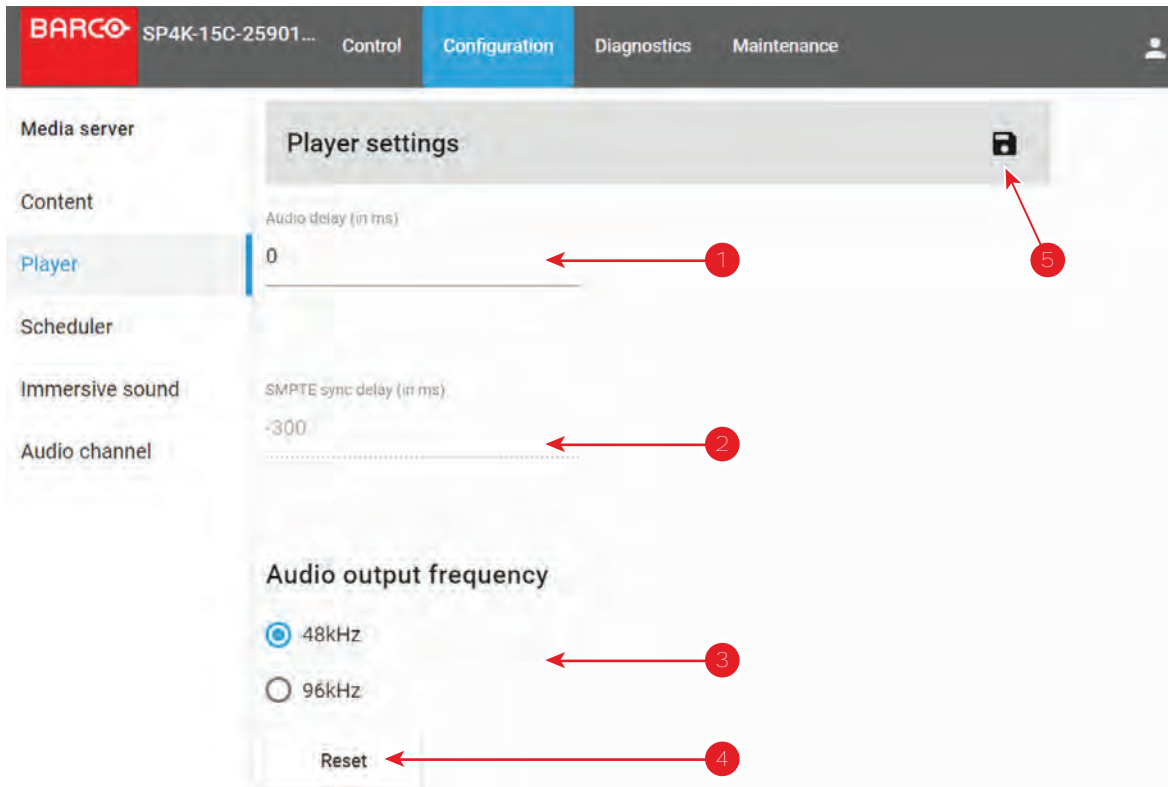 BARCO SP4K-15C-25901... Control Configuration Diagnostics Maintenance
Media server
Content
Player
Scheduler
Immersive sound
Audio channel
Player settings
5
Audio delay (in ms)
0
1
SMPTE sync delay (in ms)
-300
2
Audio output frequency
48kHz
96kHz
3
Reset
4